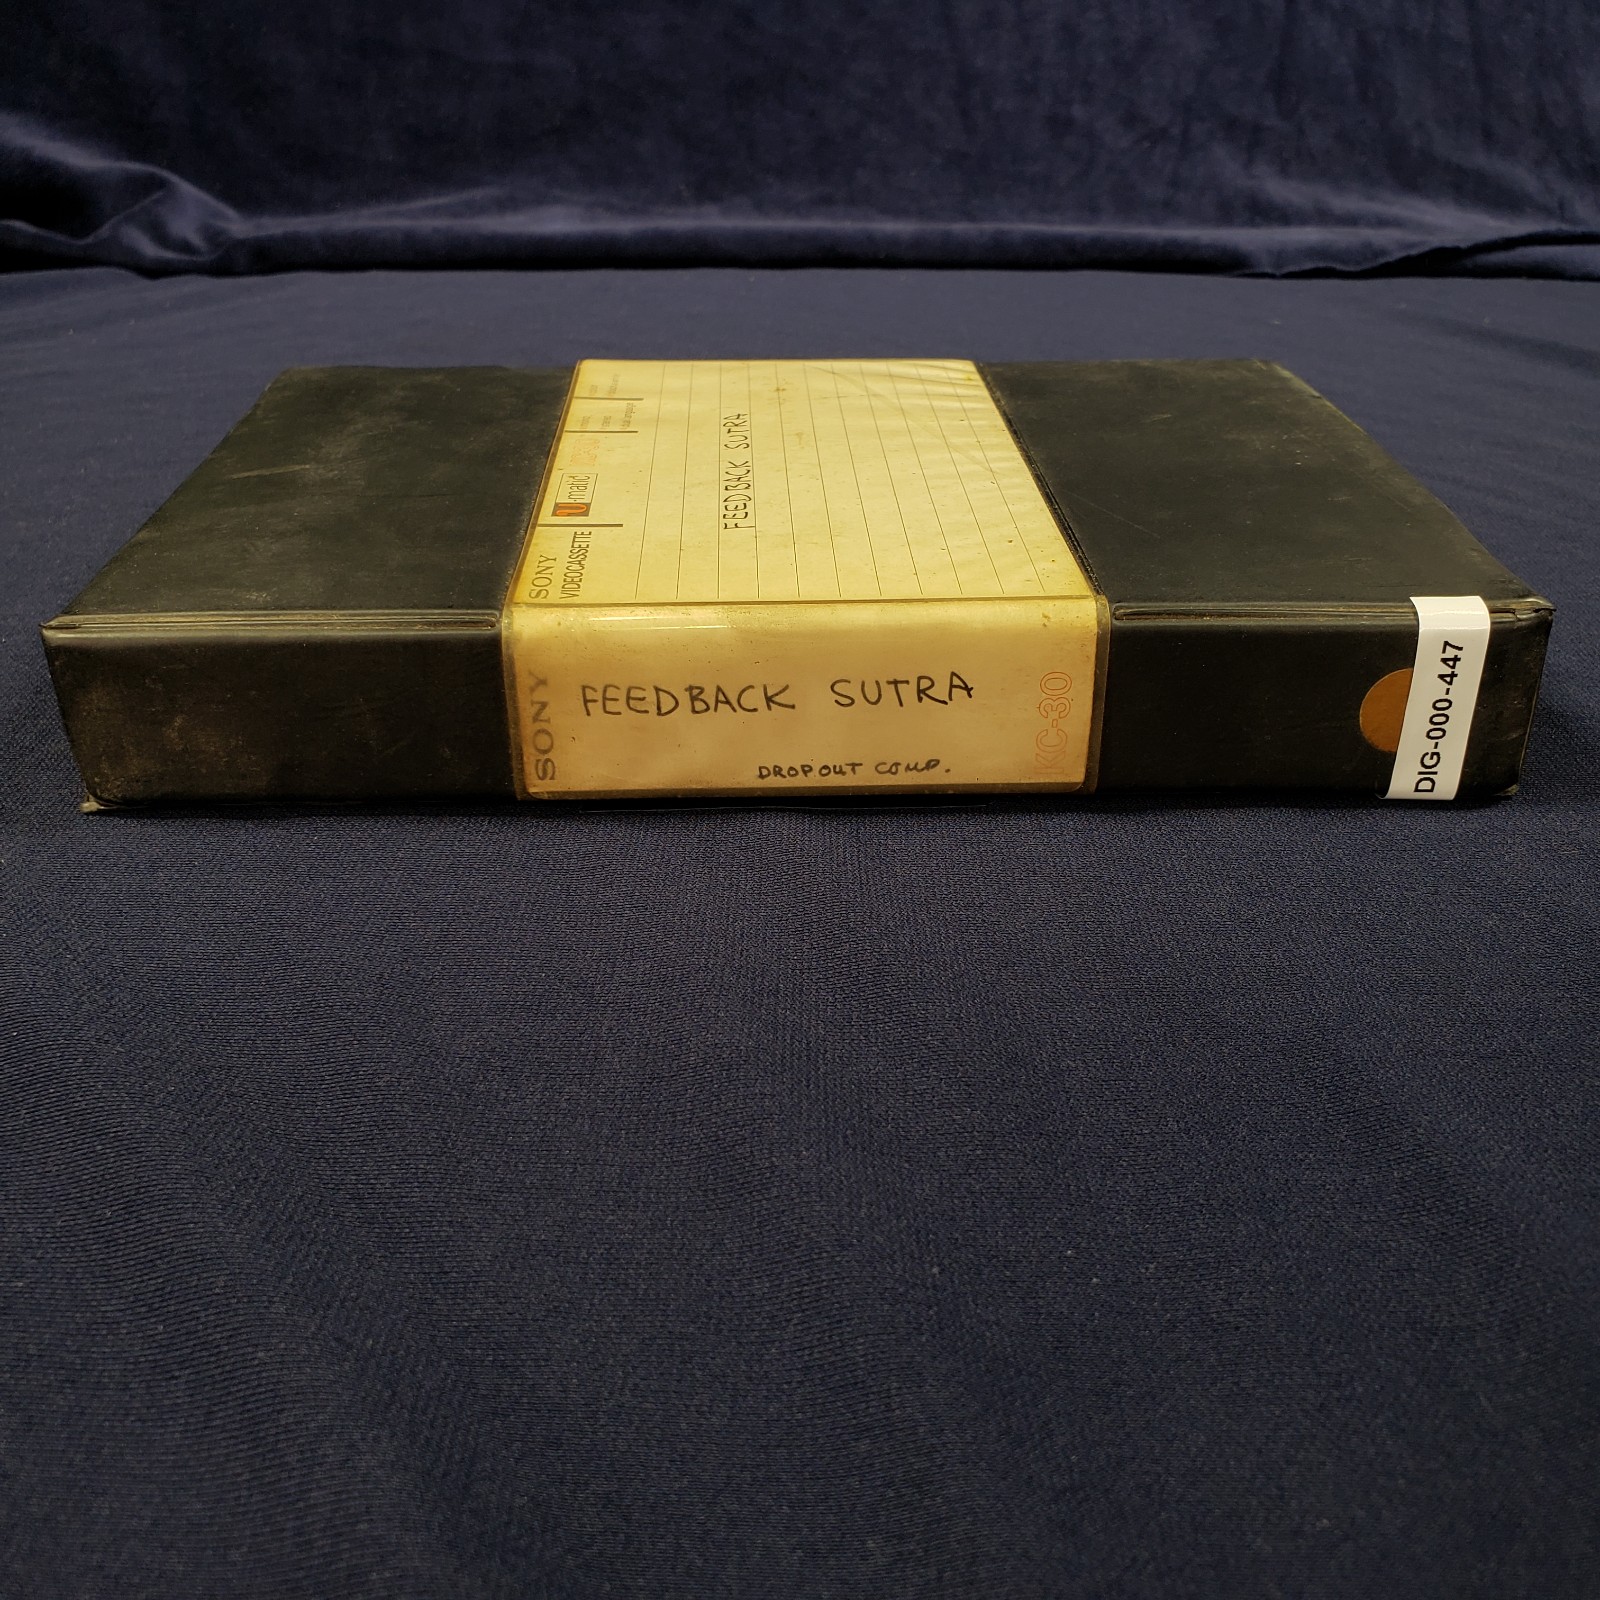 SONY
VIDEOCASSETTE
U-matic
FEEDBACK SUTRA
SONY
FEEDBACK SUTRA
DROPOUT COMP.
KC-30
DIG-000-447